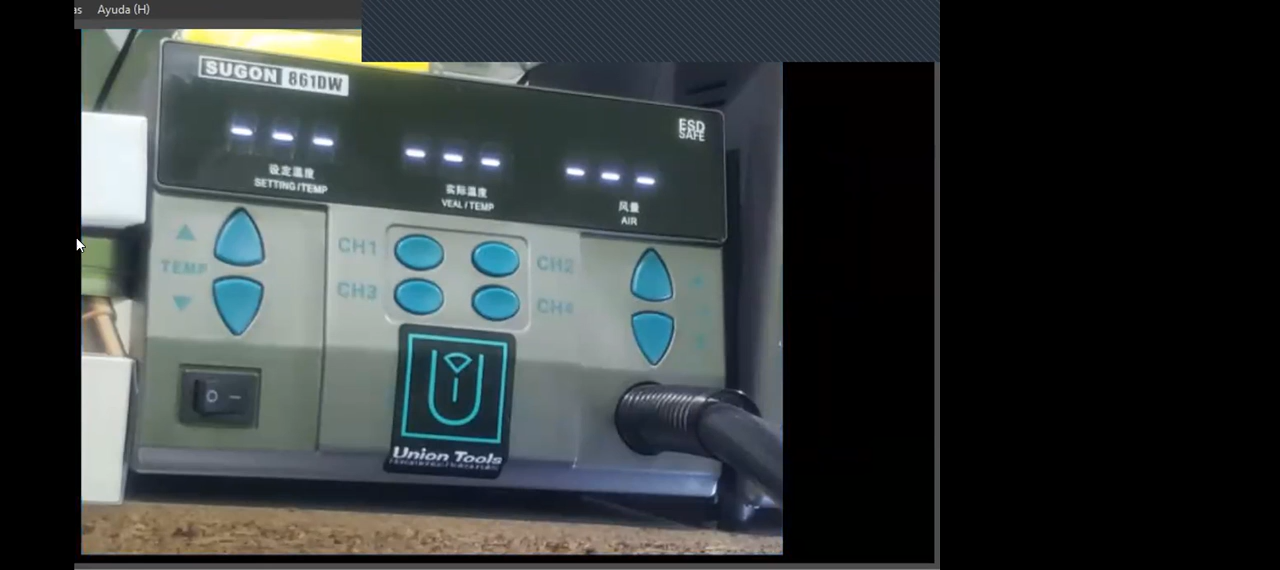 as Ayuda (H)
SUGON 861DW
ESD
SAFE
--- --- ---
设定温度
SETTING/TEMP
实际温度
VEAL/TEMP
风量
AIR
TEMP
CH1
CH2
CH3
CH4
Union Tools